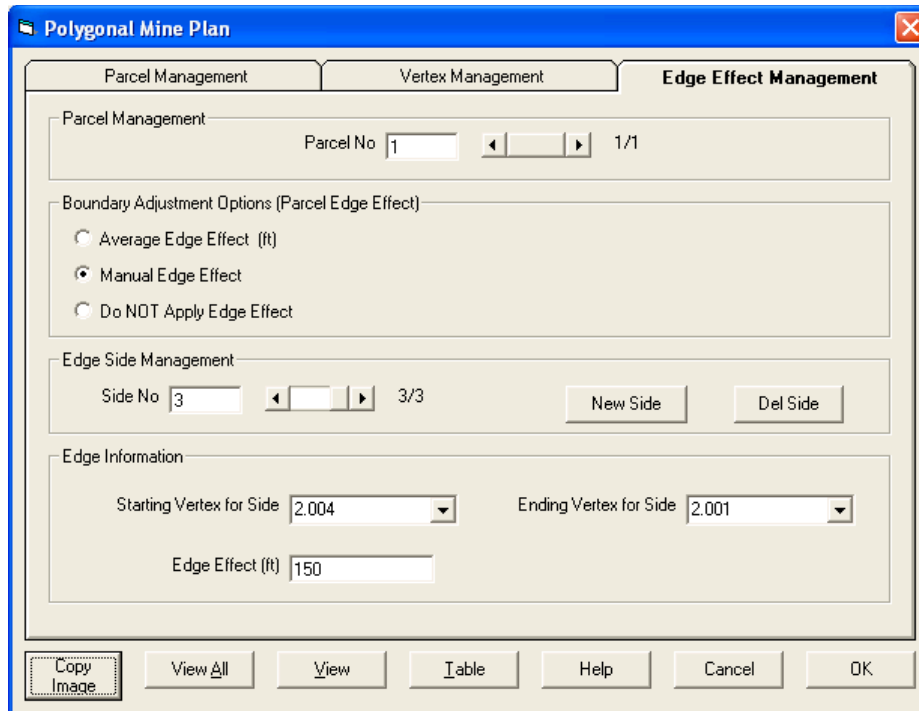 Polygonal Mine Plan
Parcel Management Vertex Management Edge Effect Management
Parcel Management
Parcel No 1 1/1
Boundary Adjustment Options (Parcel Edge Effect)
Average Edge Effect (ft)
Manual Edge Effect
Do NOT Apply Edge Effect
Edge Side Management
Side No 3 3/3 New Side Del Side
Edge Information
Starting Vertex for Side 2.004 Ending Vertex for Side 2.001
Edge Effect (ft) 150
Copy Image View All View Table Help Cancel OK